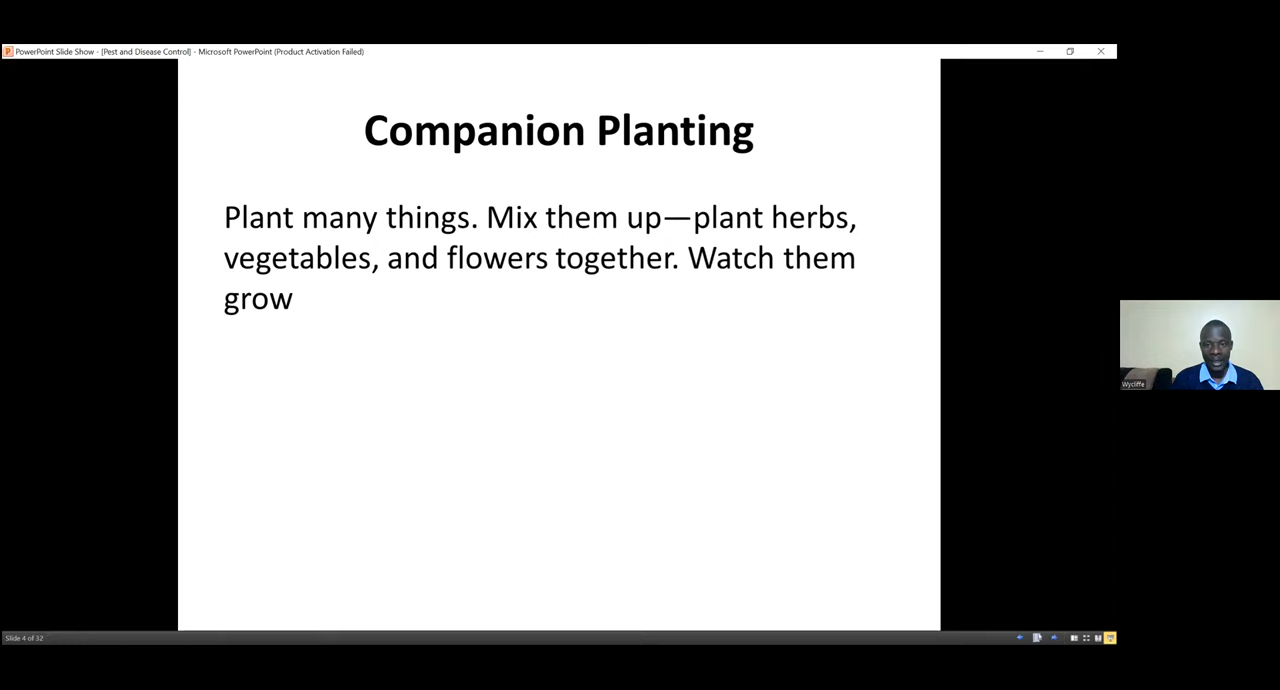 PowerPoint Slide Show - [Pest and Disease Control] - Microsoft PowerPoint (Product Activation Failed)
Companion Planting
Plant many things. Mix them up—plant herbs,
vegetables, and flowers together. Watch them
grow
Wycliffe
Slide 4 of 32